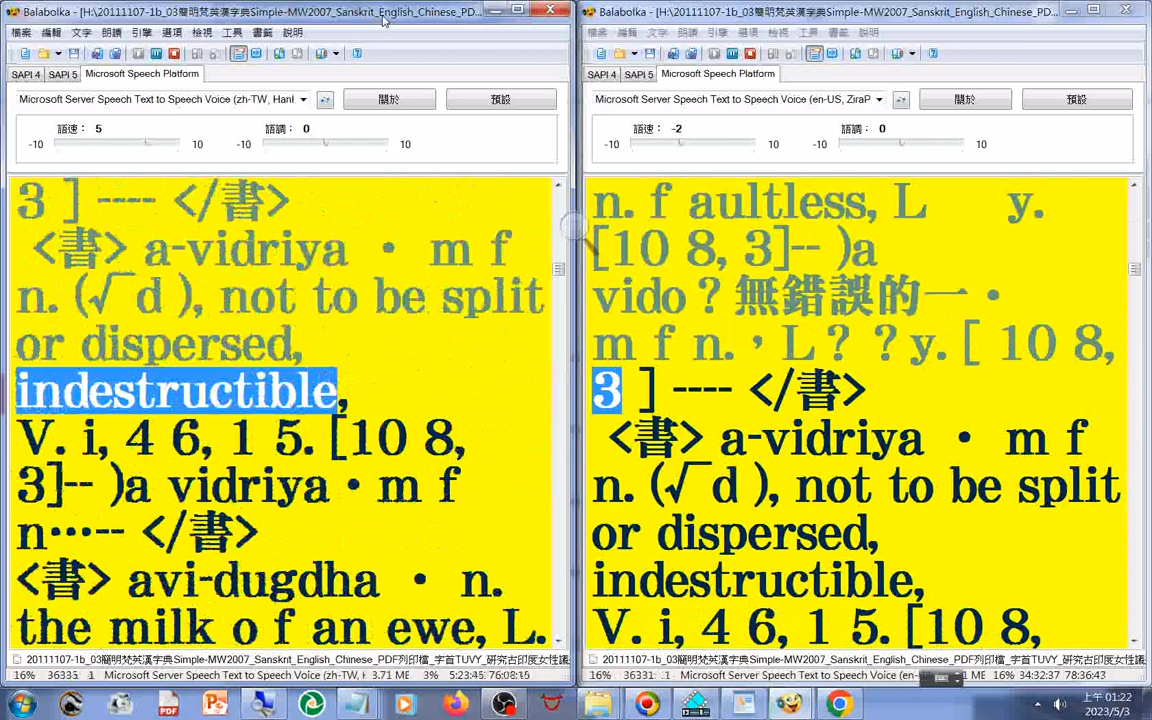 Balabolka - [H:\20111107-1b_03簡明梵英漢字典Simple-MW2007_Sanskrit_English_Chinese_PD...
檔案 編輯 文字 朗讀 引擎 選項 檢視 工具 書籤 說明
SAPI 4 SAPI 5 Microsoft Speech Platform
Microsoft Server Speech Text to Speech Voice (zh-TW, Hanl
關於 預設
語速： 5 語調： 0
-10 10 -10 10
3 ] ---- </書>
<書> a-vidriya • m f
n. (√ d ), not to be split
or dispersed,
indestructible,
V. i, 4 6, 1 5. [10 8,
3]-- )a vidriya • m f
n⋯-- </書>
<書> avi-dugdha • n.
the milk o f an ewe, L.
20111107-1b_03簡明梵英漢字典Simple-MW2007_Sanskrit_English_Chinese_PDF列印檔_字首TUVY_研究古印度女性議
16% 36335: 1 Microsoft Server Speech Text to Speech Voice (zh-TW, H 3.71 MB 3% 5:23:45/76:08:15
Balabolka - [H:\20111107-1b_03簡明梵英漢字典Simple-MW2007_Sanskrit_English_Chinese_PD...
檔案 編輯 文字 朗讀 引擎 選項 檢視 工具 書籤 說明
SAPI 4 SAPI 5 Microsoft Speech Platform
Microsoft Server Speech Text to Speech Voice (en-US, ZiraP
關於 預設
語速： -2 語調： 0
-10 10 -10 10
n. f aultless, L y.
[10 8, 3]-- )a
vido？無錯誤的一•
m f n.，L？？y. [ 10 8,
3 ] ---- </書>
<書> a-vidriya • m f
n. (√ d ), not to be split
or dispersed,
indestructible,
V. i, 4 6, 1 5. [10 8,
20111107-1b_03簡明梵英漢字典Simple-MW2007_Sanskrit_English_Chinese_PDF列印檔_字首TUVY_研究古印度女性議
16% 36331: 1 Microsoft Server Speech Text to Speech Voice (en-U 16% 34:32:37/78:36:43
上午 01:22
2023/5/3